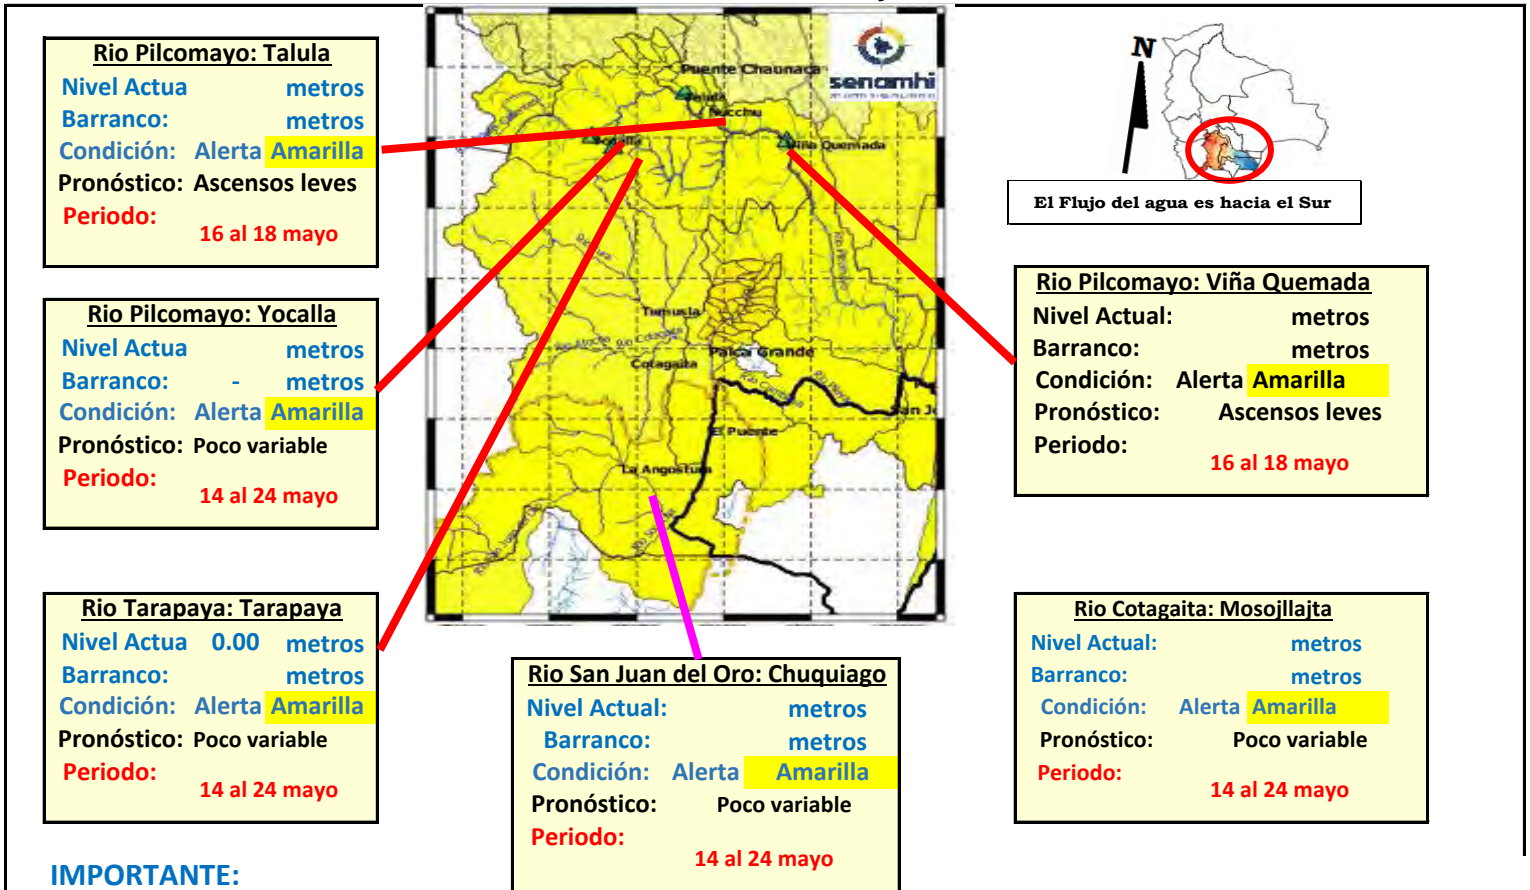 Rio Pilcomayo: Talula
Nivel Actua metros
Barranco: metros
Condición: Alerta Amarilla
Pronóstico: Ascensos leves
Periodo:
16 al 18 mayo
Rio Pilcomayo: Yocalla
Nivel Actua metros
Barranco: - metros
Condición: Alerta Amarilla
Pronóstico: Poco variable
Periodo:
14 al 24 mayo
Rio Tarapaya: Tarapaya
Nivel Actua 0.00 metros
Barranco: metros
Condición: Alerta Amarilla
Pronóstico: Poco variable
Periodo:
14 al 24 mayo
IMPORTANTE:
senamhi
Puente Chaunaca
Viña Quemada
Tumusla
Rio Cotagaita
Palca Grande
Cotagaita
El Puente
La Angostura
Rio San Juan del Oro: Chuquiago
Nivel Actual: metros
Barranco: metros
Condición: Alerta Amarilla
Pronóstico: Poco variable
Periodo:
14 al 24 mayo
N
El Flujo del agua es hacia el Sur
Rio Pilcomayo: Viña Quemada
Nivel Actual: metros
Barranco: metros
Condición: Alerta Amarilla
Pronóstico: Ascensos leves
Periodo:
16 al 18 mayo
Rio Cotagaita: Mosojllajta
Nivel Actual: metros
Barranco: metros
Condición: Alerta Amarilla
Pronóstico: Poco variable
Periodo:
14 al 24 mayo